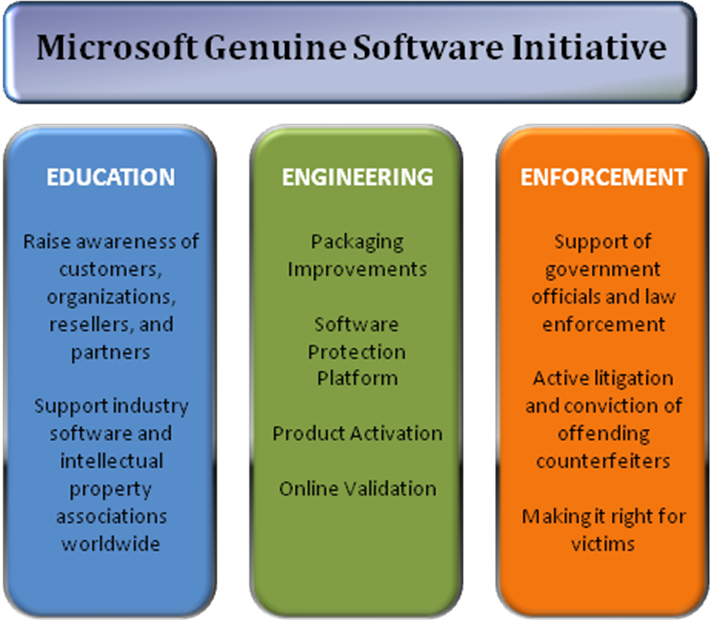 Microsoft Genuine Software Initiative
EDUCATION
Raise awareness of
customers,
organizations,
resellers, and
partners
Support industry
software and
intellectual
property
associations
worldwide
ENGINEERING
Packaging
Improvements
Software
Protection
Platform
Product Activation
Online Validation
ENFORCEMENT
Support of
government
officials and law
enforcement
Active litigation
and conviction of
offending
counterfeiters
Making it right for
victims